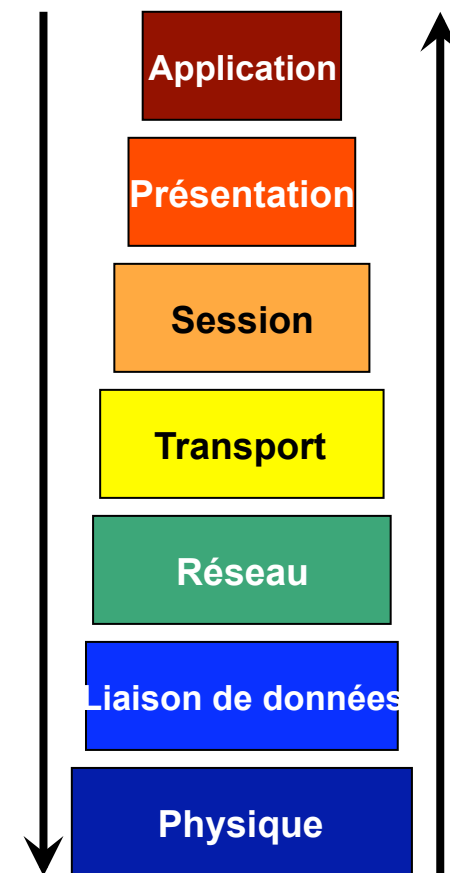 Application
Présentation
Session
Transport
Réseau
Liaison de données
Physique